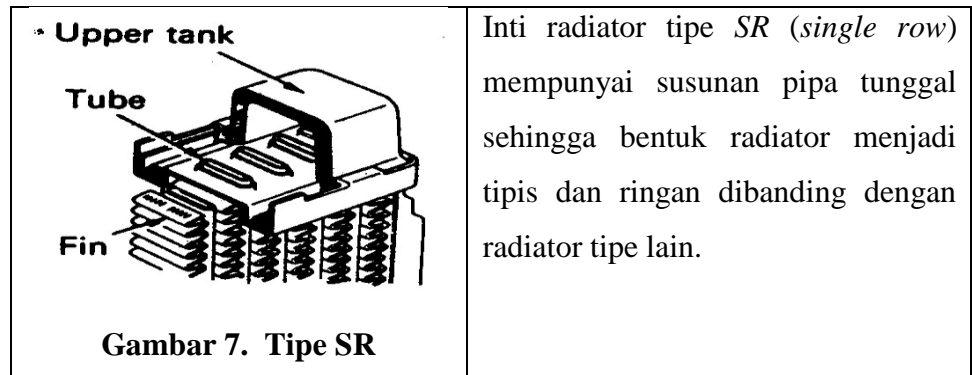 Upper tank
Tube
Fin
Gambar 7. Tipe SR
Inti radiator tipe SR (single row)
mempunyai susunan pipa tunggal
sehingga bentuk radiator menjadi
tipis dan ringan dibanding dengan
radiator tipe lain.